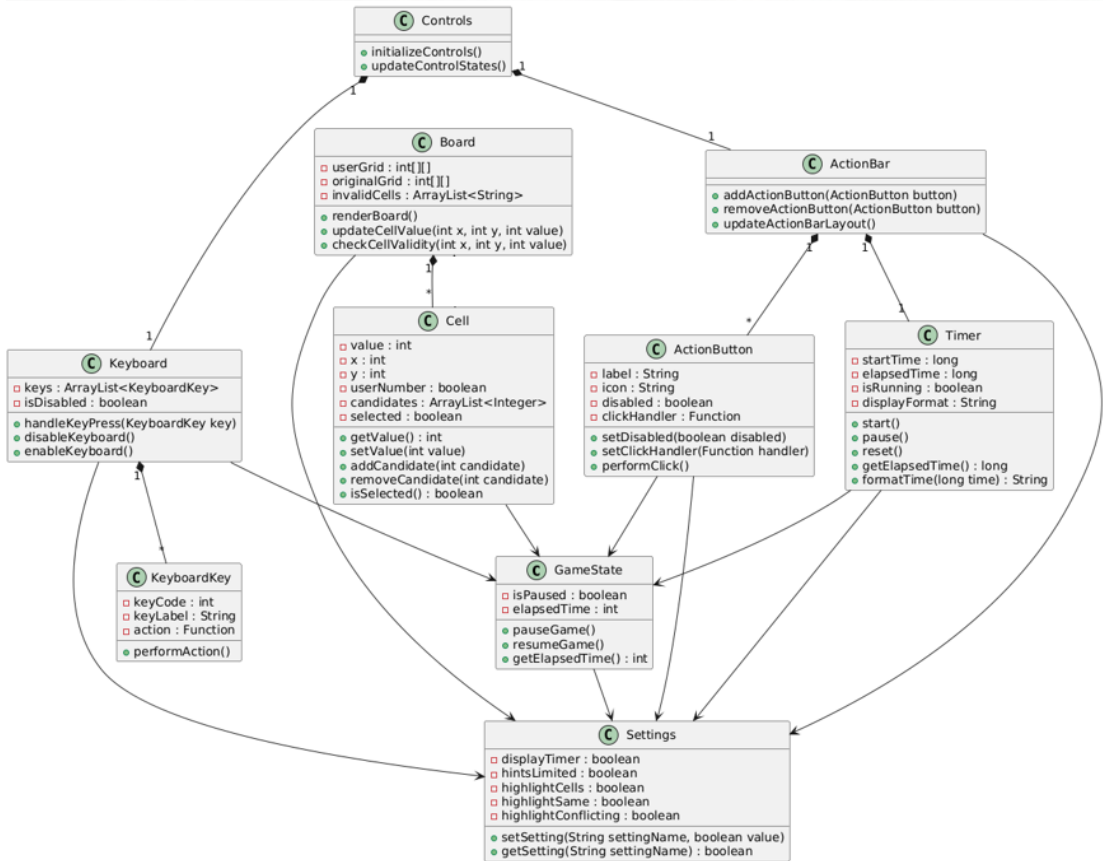 C Controls
initializeControls()
updateControlStates()
1
1
C Board
userGrid : int[][]
originalGrid : int[][]
invalidCells : ArrayList<String>
renderBoard()
updateCellValue(int x, int y, int value)
checkCellValidity(int x, int y, int value)
1
1
C ActionBar
addActionButton(ActionButton button)
removeActionButton(ActionButton button)
updateActionBarLayout()
1
1
*
C Cell
value : int
x : int
y : int
userNumber : boolean
candidates : ArrayList<Integer>
selected : boolean
getValue() : int
setValue(int value)
addCandidate(int candidate)
removeCandidate(int candidate)
isSelected() : boolean
*
C ActionButton
label : String
icon : String
disabled : boolean
clickHandler : Function
setDisabled(boolean disabled)
setClickHandler(Function handler)
performClick()
1
C Timer
startTime : long
elapsedTime : long
isRunning : boolean
displayFormat : String
start()
pause()
reset()
getElapsedTime() : long
formatTime(long time) : String
1
C Keyboard
keys : ArrayList<KeyboardKey>
isDisabled : boolean
handleKeyPress(KeyboardKey key)
disableKeyboard()
enableKeyboard()
1
*
C KeyboardKey
keyCode : int
keyLabel : String
action : Function
performAction()
C GameState
isPaused : boolean
elapsedTime : int
pauseGame()
resumeGame()
getElapsedTime() : int
C Settings
displayTimer : boolean
hintsLimited : boolean
highlightCells : boolean
highlightSame : boolean
highlightConflicting : boolean
setSetting(String settingName, boolean value)
getSetting(String settingName) : boolean